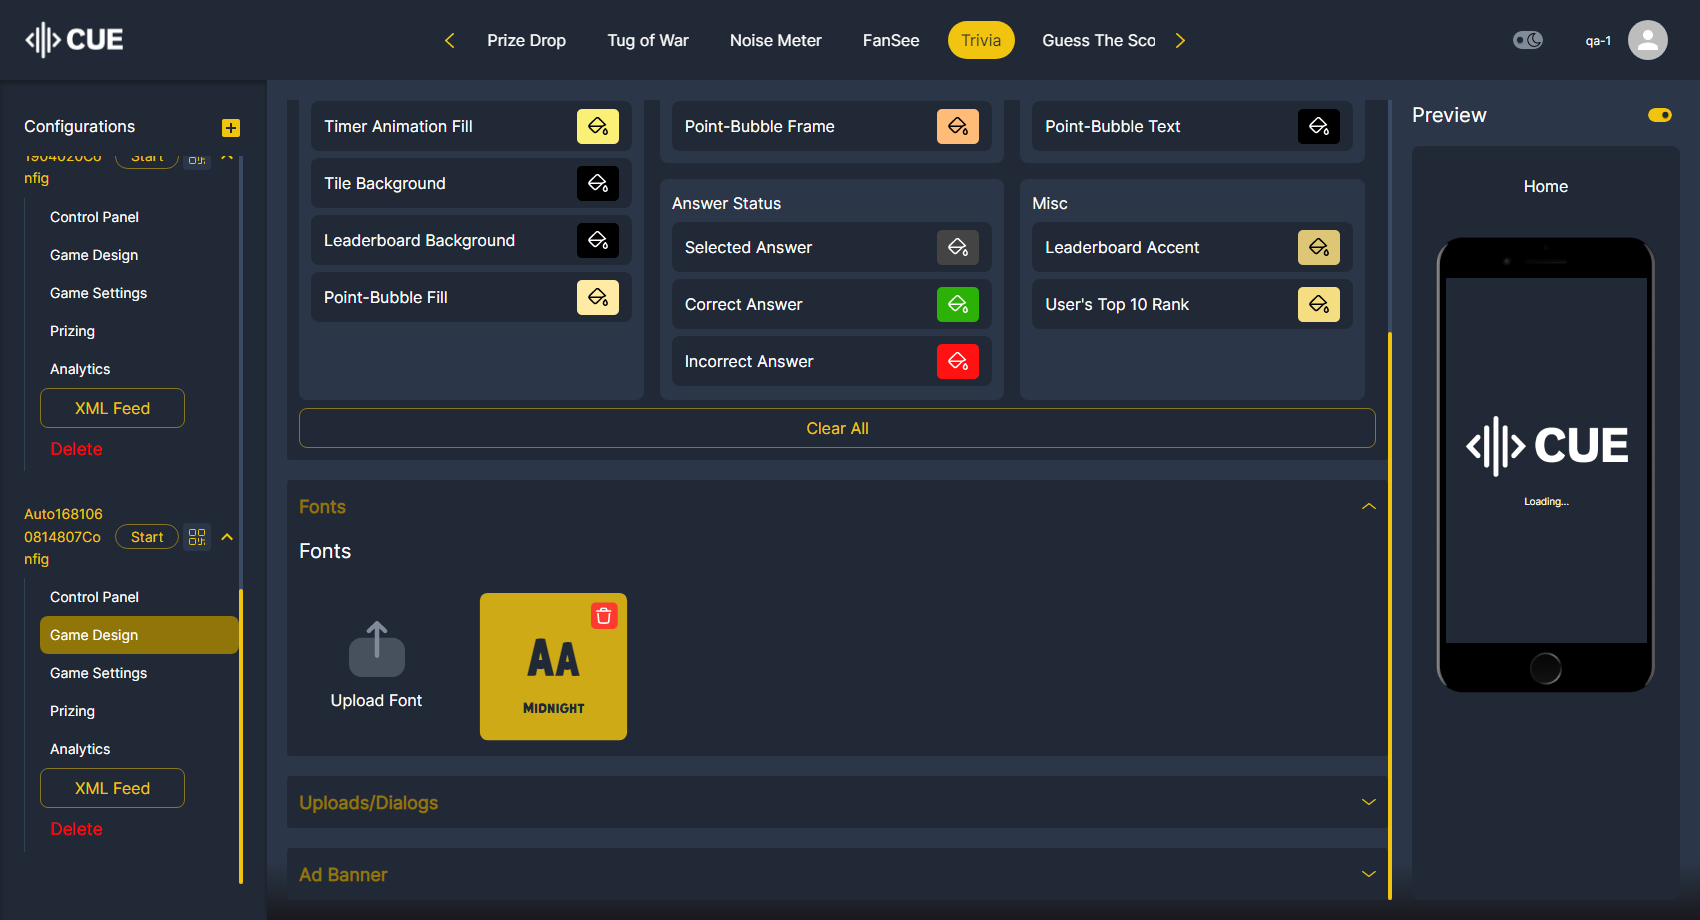 CUE
Prize Drop
Tug of War
Noise Meter
FanSee
Trivia
Guess The Sco
qa-1
Configurations
1904020Co
nfig
Start
Control Panel
Game Design
Game Settings
Prizing
Analytics
XML Feed
Delete
Auto168106
0814807Co
nfig
Start
Control Panel
Game Design
Game Settings
Prizing
Analytics
XML Feed
Delete
Timer Animation Fill
Tile Background
Leaderboard Background
Point-Bubble Fill
Point-Bubble Frame
Answer Status
Selected Answer
Correct Answer
Incorrect Answer
Point-Bubble Text
Misc
Leaderboard Accent
User's Top 10 Rank
Clear All
Fonts
Fonts
Upload Font
AA
MIDNIGHT
Uploads/Dialogs
Ad Banner
Preview
Home
CUE
Loading...